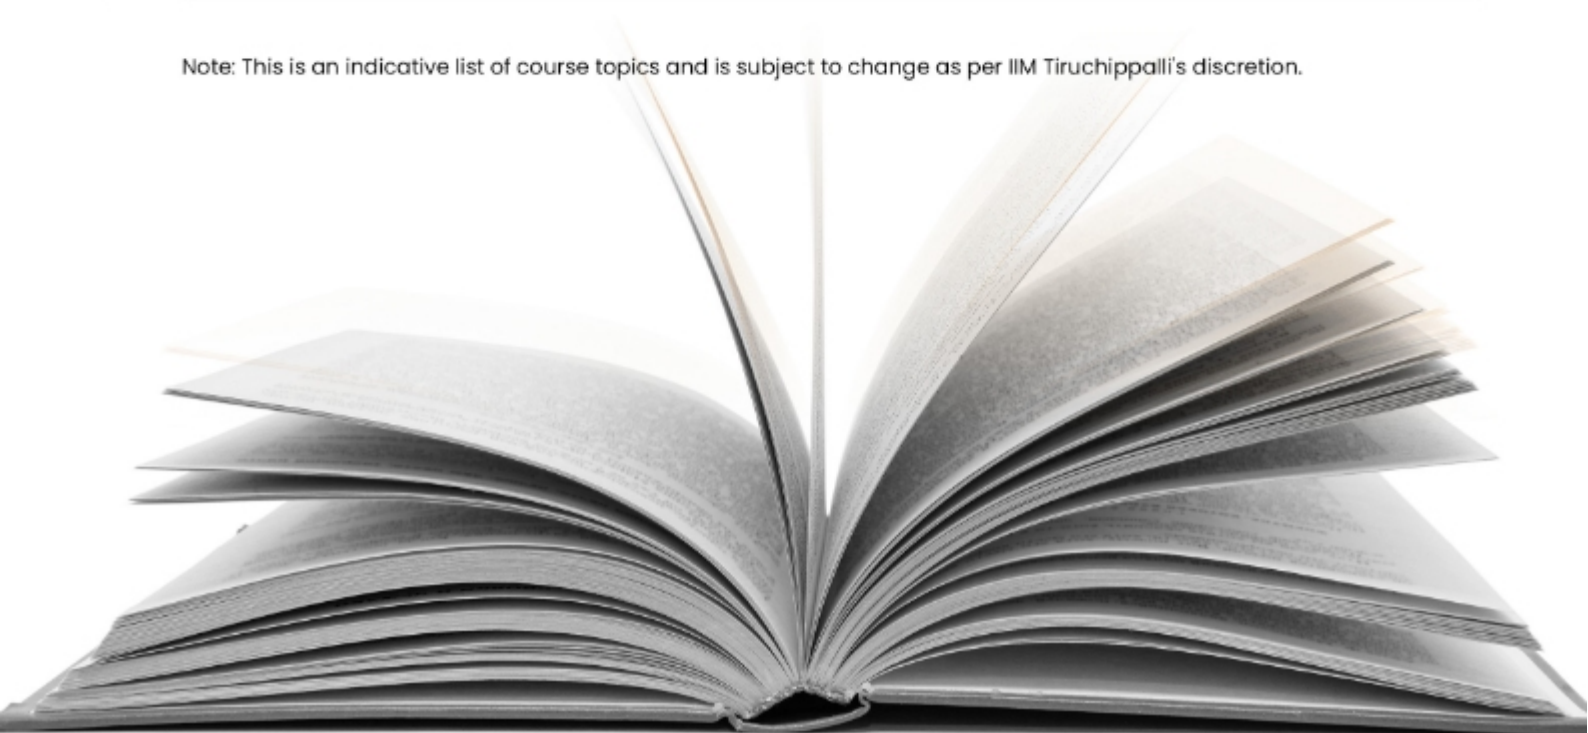 Note: This is an indicative list of course topics and is subject to change as per IIM Tiruchippalli's discretion.